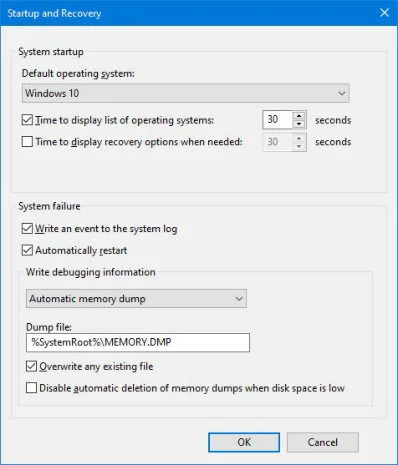 Startup and Recovery
System startup
Default operating system:
Windows 10
Time to display list of operating systems: 30 seconds
Time to display recovery options when needed: 30 seconds
System failure
Write an event to the system log
Automatically restart
Write debugging information
Automatic memory dump
Dump file:
%SystemRoot%\MEMORY.DMP
Overwrite any existing file
Disable automatic deletion of memory dumps when disk space is low
OK Cancel